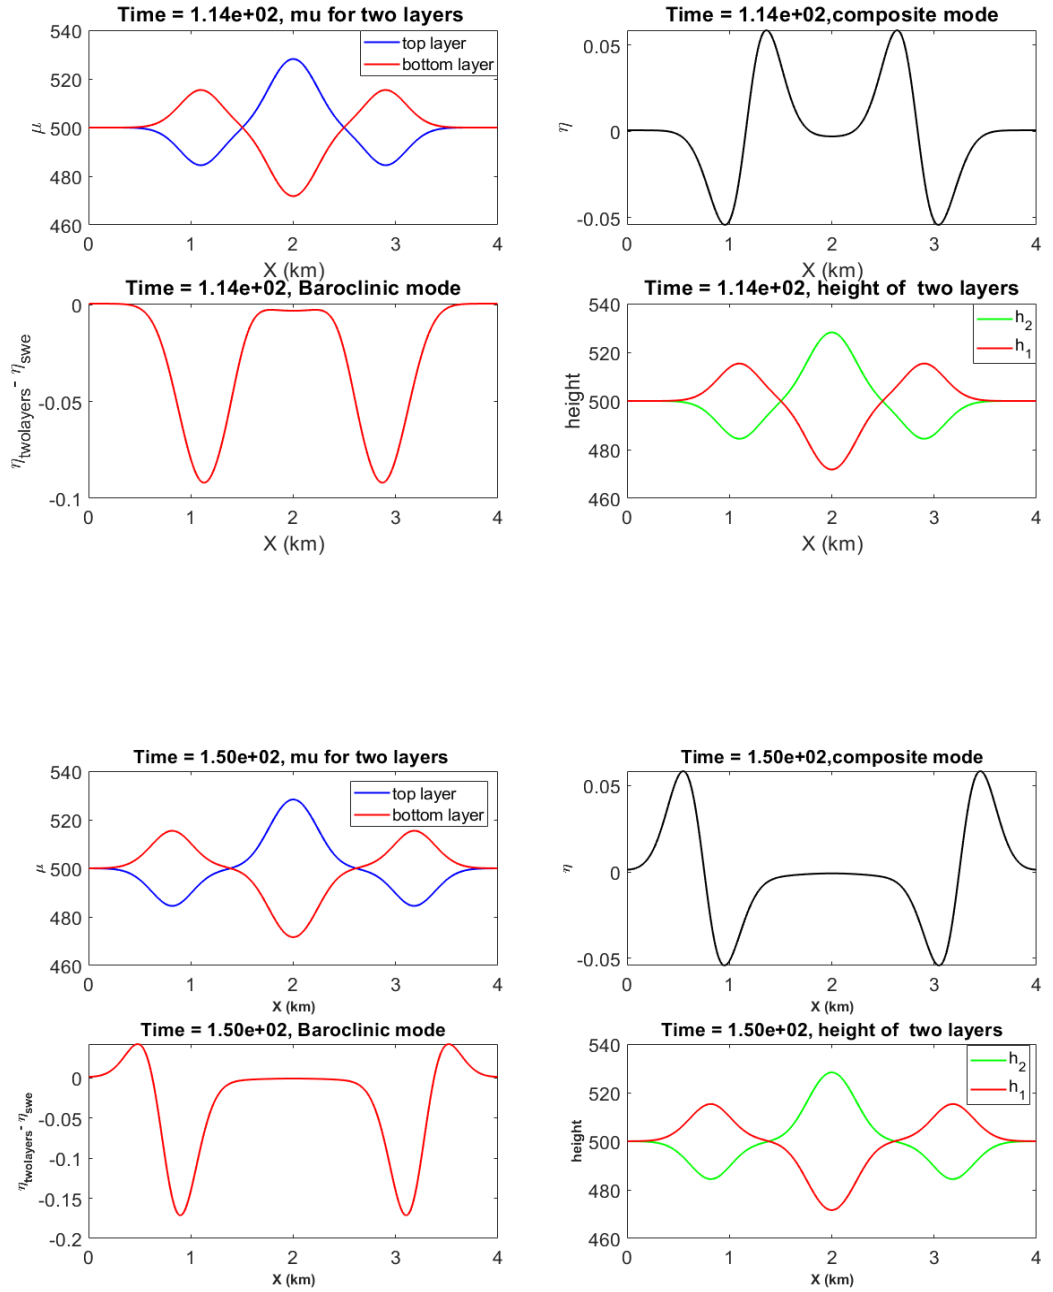 Time = 1.14e+02, mu for two layers
540
520
500
480
460
μ
top layer
bottom layer
0 1 2 3 4
X (km)
Time = 1.14e+02,composite mode
0.05
0
-0.05
η
0 1 2 3 4
X (km)
Time = 1.14e+02, Baroclinic mode
0
-0.05
-0.1
η_twolayers - η_swe
0 1 2 3 4
X (km)
Time = 1.14e+02, height of two layers
540
520
500
480
460
height
h_2
h_1
0 1 2 3 4
X (km)
Time = 1.50e+02, mu for two layers
540
520
500
480
460
μ
top layer
bottom layer
0 1 2 3 4
X (km)
Time = 1.50e+02,composite mode
0.05
0
-0.05
η
0 1 2 3 4
X (km)
Time = 1.50e+02, Baroclinic mode
0
-0.05
-0.1
-0.15
-0.2
η_twolayers - η_swe
0 1 2 3 4
X (km)
Time = 1.50e+02, height of two layers
540
520
500
480
460
height
h_2
h_1
0 1 2 3 4
X (km)